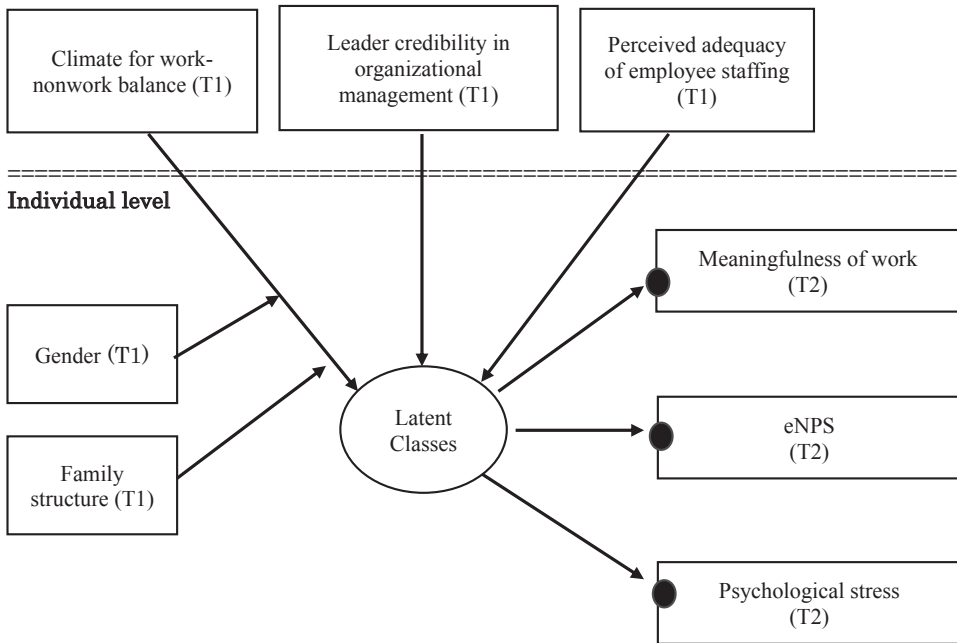 Climate for work-
nonwork balance (T1)
Leader credibility in
organizational
management (T1)
Perceived adequacy
of employee staffing
(T1)
Individual level
Meaningfulness of work
(T2)
Gender (T1)
Latent
Classes
eNPS
(T2)
Family
structure (T1)
Psychological stress
(T2)